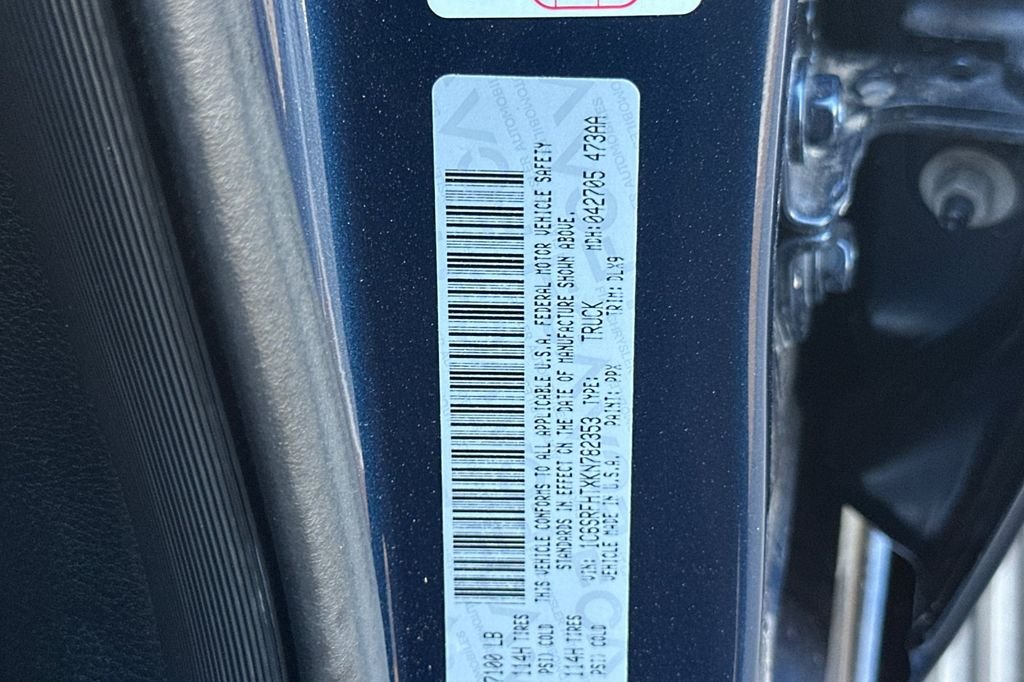 7100 LB
114H TIRES
PSI/ COLD
THIS VEHICLE CONFORMS TO ALL APPLICABLE U.S.A. FEDERAL MOTOR VEHICLE SAFETY
STANDARDS IN EFFECT ON THE DATE OF MANUFACTURE SHOWN ABOVE.
114H TIRES
PSI/ COLD
VIN: 1C6SRFHTXKN782353 TYPE: TRUCK MDH:042705 473AA
VEHICLE MADE IN U.S.A. PAINT: PPX TRIM: DLX9